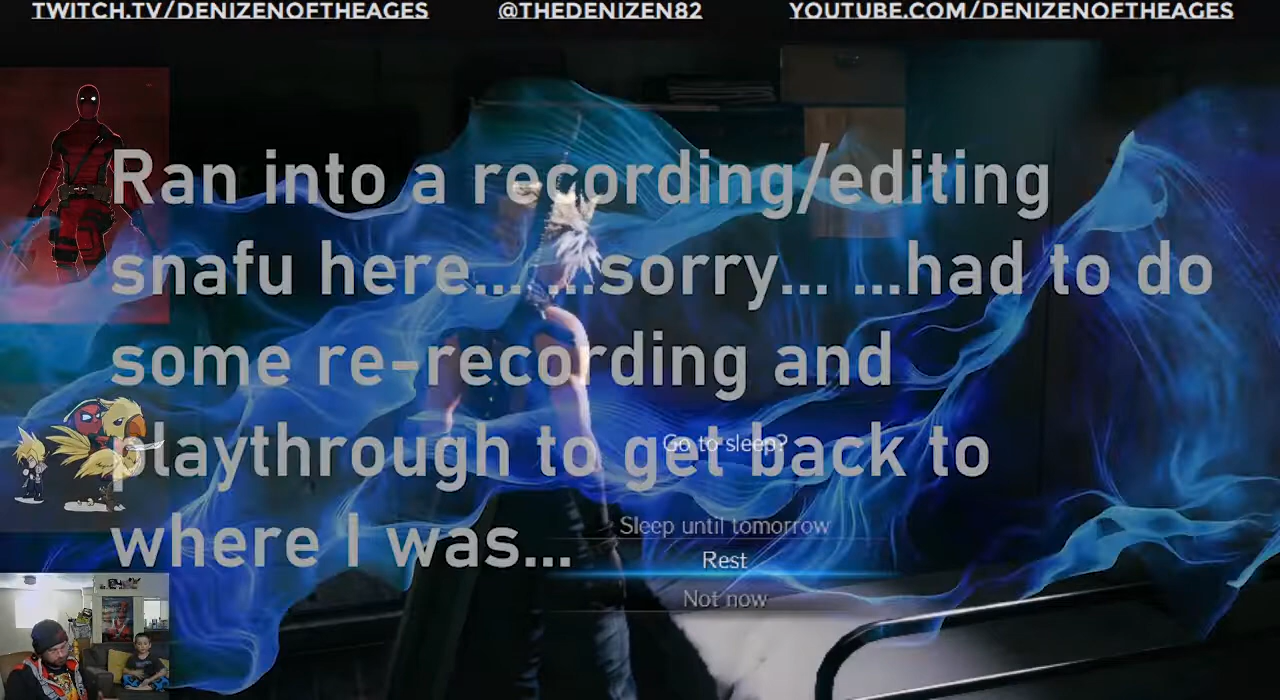 TWITCH.TV/DENIZENOFTHEAGES @THEDENIZEN82 YOUTUBE.COM/DENIZENOFTHEAGES
Ran into a recording/editing
snafu here... ...sorry... ...had to do
some re-recording and
playthrough to get back to
where I was...
Go to sleep?
Sleep until tomorrow
Rest
Not now